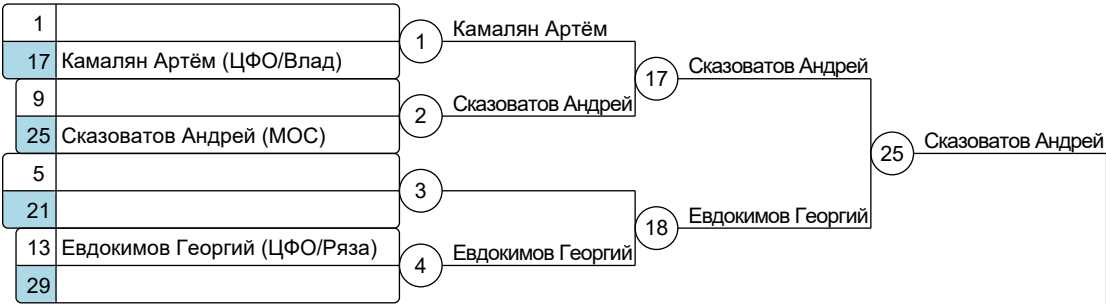 1
17 Камалян Артём (ЦФО/Влад)
9
25 Сказоватов Андрей (МОС)
5
21
13 Евдокимов Георгий (ЦФО/Ряза)
29
1 Камалян Артём
2 Сказоватов Андрей
3
4 Евдокимов Георгий
17 Сказоватов Андрей
18 Евдокимов Георгий
25 Сказоватов Андрей